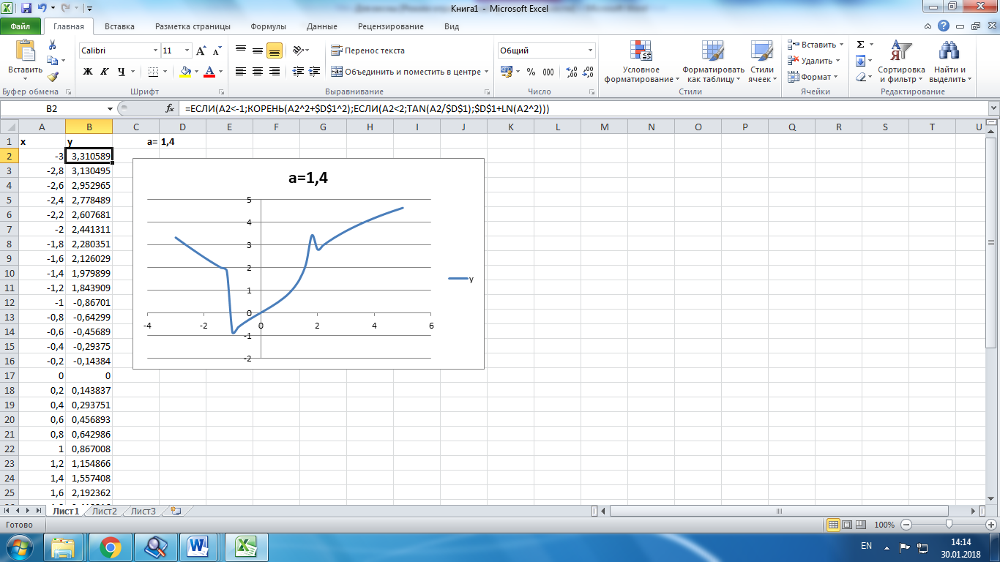 Книга1 - Microsoft Excel
Файл Главная Вставка Разметка страницы Формулы Данные Рецензирование Вид
Вставить
Буфер обмена
Calibri 11
Ж К Ч
Шрифт
Перенос текста
Объединить и поместить в центре
Выравнивание
Общий
% 000
Число
Условное форматирование
Форматировать как таблицу
Стили ячеек
Стили
Вставить
Удалить
Формат
Ячейки
Сортировка и фильтр
Найти и выделить
Редактирование
B2 fx =ЕСЛИ(A2<-1;КОРЕНЬ(A2^2+$D$1^2);ЕСЛИ(A2<2;TAN(A2/$D$1);$D$1+LN(A2^2)))
A B C D E F G H I J K L M N O P Q R S T U
1 x y a= 1,4
2 -3 3,310589
3 -2,8 3,130495
4 -2,6 2,952965
5 -2,4 2,778489
6 -2,2 2,607681
7 -2 2,441311
8 -1,8 2,280351
9 -1,6 2,126029
10 -1,4 1,979899
11 -1,2 1,843909
12 -1 -0,86701
13 -0,8 -0,64299
14 -0,6 -0,45689
15 -0,4 -0,29375
16 -0,2 -0,14384
17 0 0
18 0,2 0,143837
19 0,4 0,293751
20 0,6 0,456893
21 0,8 0,642986
22 1 0,867008
23 1,2 1,154866
24 1,4 1,557408
25 1,6 2,192362
a=1,4
5
4
3
2
1
0
-1
-2
-4 -2 0 2 4 6
y
Лист1 Лист2 Лист3
Готово 100%
EN 14:14
30.01.2018